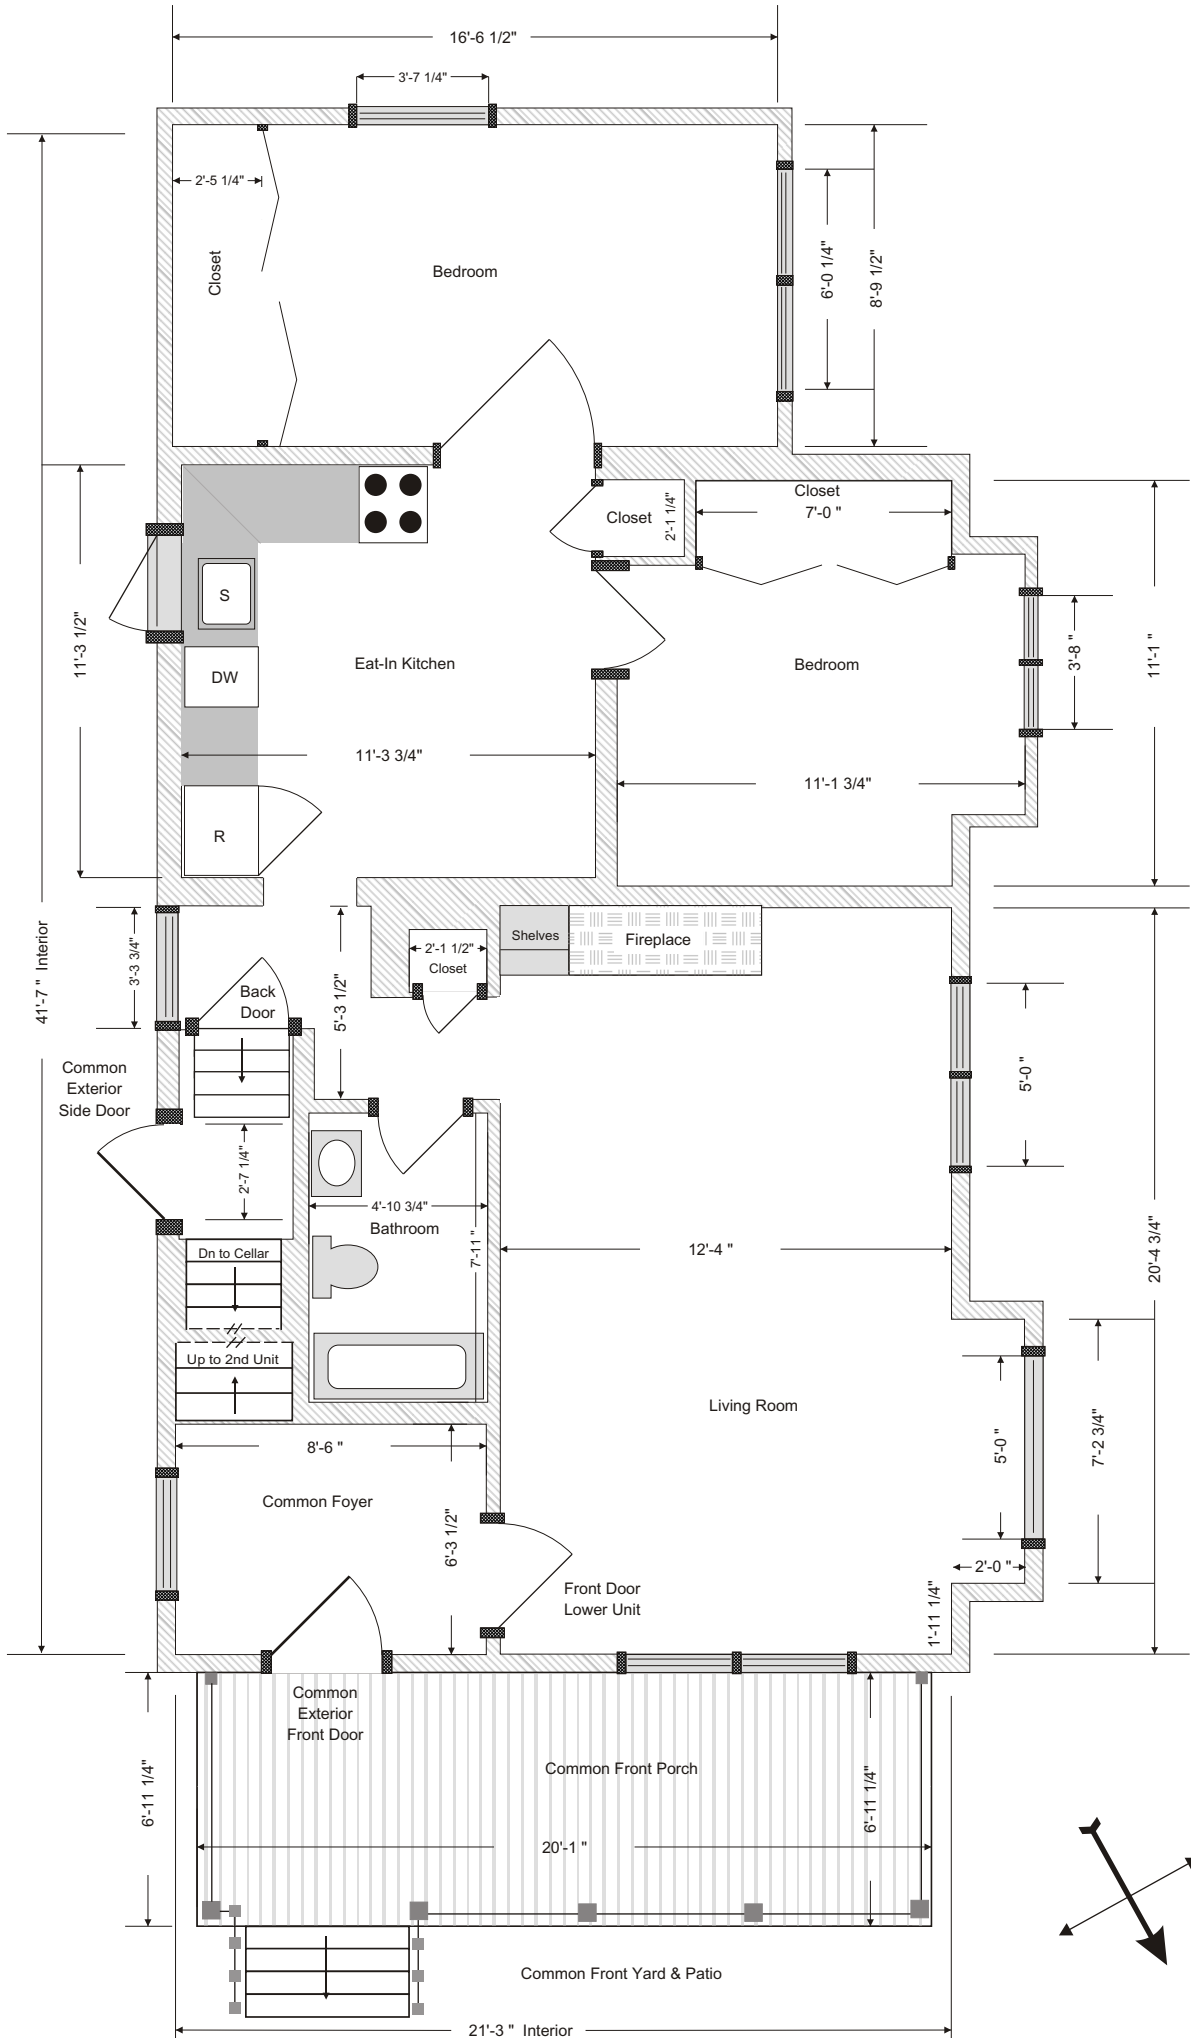 16'-6 1/2"
3'-7 1/4"
2'-5 1/4"
Closet
Bedroom
6'-0 1/4"
8'-9 1/2"
Closet
7'-0 "
Closet
2'-1 1/4"
S
DW
R
Eat-In Kitchen
11'-3 3/4"
11'-3 1/2"
Bedroom
11'-1 3/4"
3'-8 "
11'-1 "
41'-7 " Interior
3'-3 3/4"
Back
Door
5'-3 1/2"
2'-1 1/2"
Closet
Shelves
Fireplace
5'-0 "
Common
Exterior
Side Door
2'-7 1/4"
4'-10 3/4"
Bathroom
7'-11 "
12'-4 "
20'-4 3/4"
Dn to Cellar
Up to 2nd Unit
Living Room
5'-0 "
7'-2 3/4"
8'-6 "
Common Foyer
6'-3 1/2"
Front Door
Lower Unit
2'-0 "
1'-11 1/4"
Common
Exterior
Front Door
Common Front Porch
6'-11 1/4"
6'-11 1/4"
20'-1 "
Common Front Yard & Patio
21'-3 " Interior